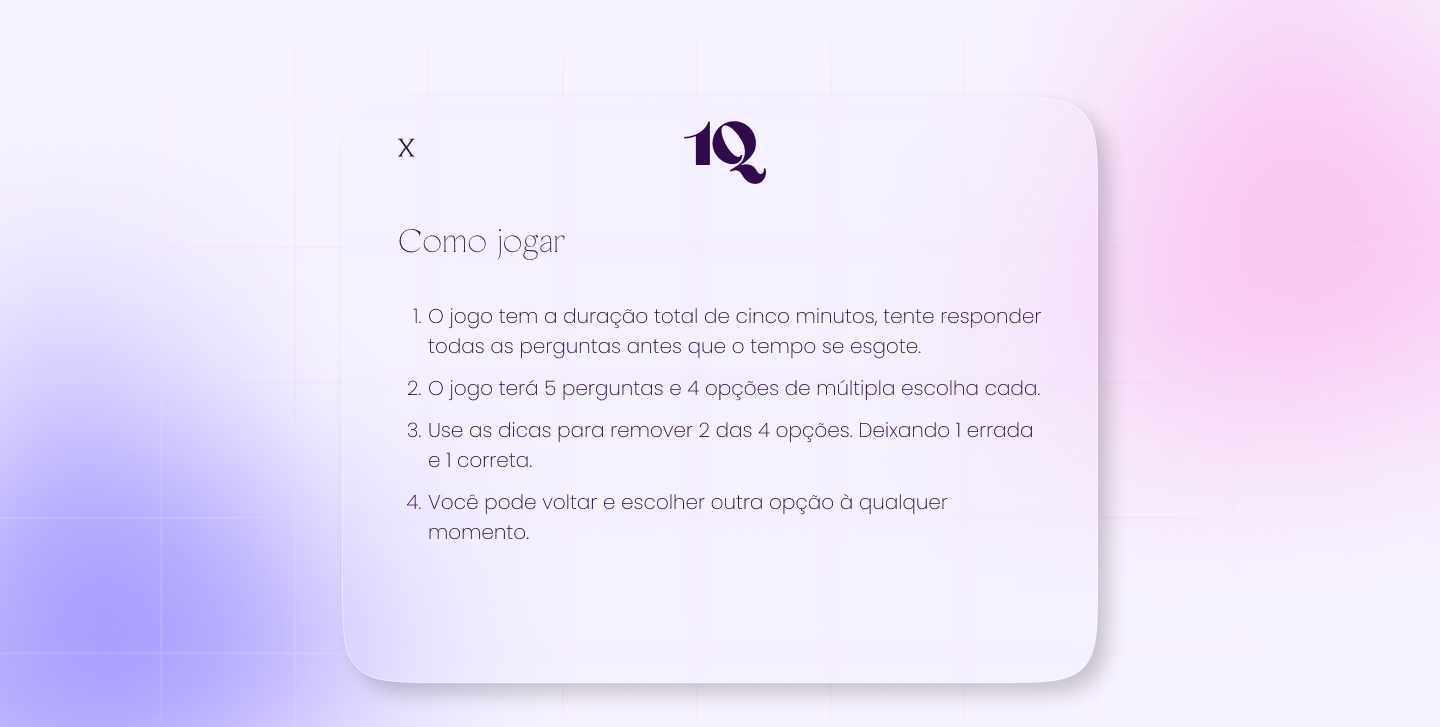 X
1Q
Como jogar
1. O jogo tem a duração total de cinco minutos, tente responder
todas as perguntas antes que o tempo se esgote.
2. O jogo terá 5 perguntas e 4 opções de múltipla escolha cada.
3. Use as dicas para remover 2 das 4 opções. Deixando 1 errada
e 1 correta.
4. Você pode voltar e escolher outra opção à qualquer
momento.